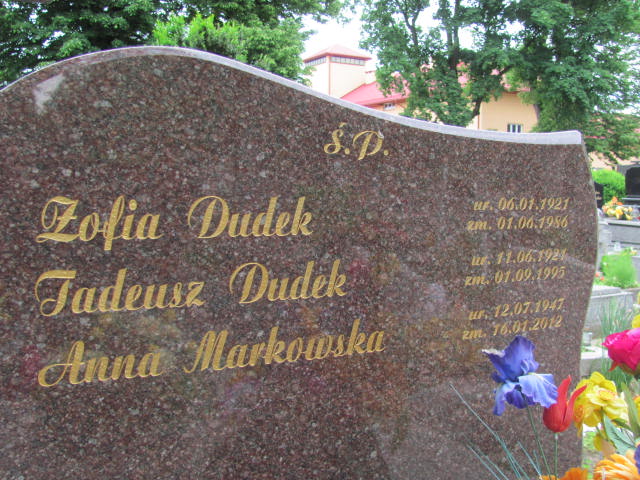 Ś.P.
Zofia Dudek
ur. 06.01.1921
zm. 01.06.1986
Tadeusz Dudek
ur. 11.06.1921
zm. 01.09.1995
Anna Markowska
ur. 12.07.1947
zm. 16.01.2012